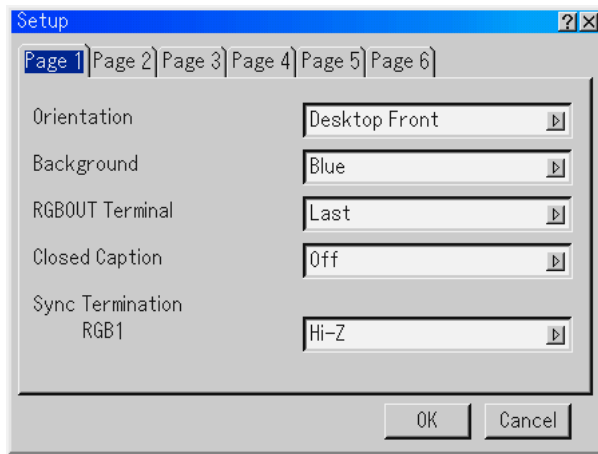 Setup ? X
Page 1 Page 2 Page 3 Page 4 Page 5 Page 6
Orientation Desktop Front
Background Blue
RGBOUT Terminal Last
Closed Caption Off
Sync Termination
RGB1 Hi-Z
OK Cancel